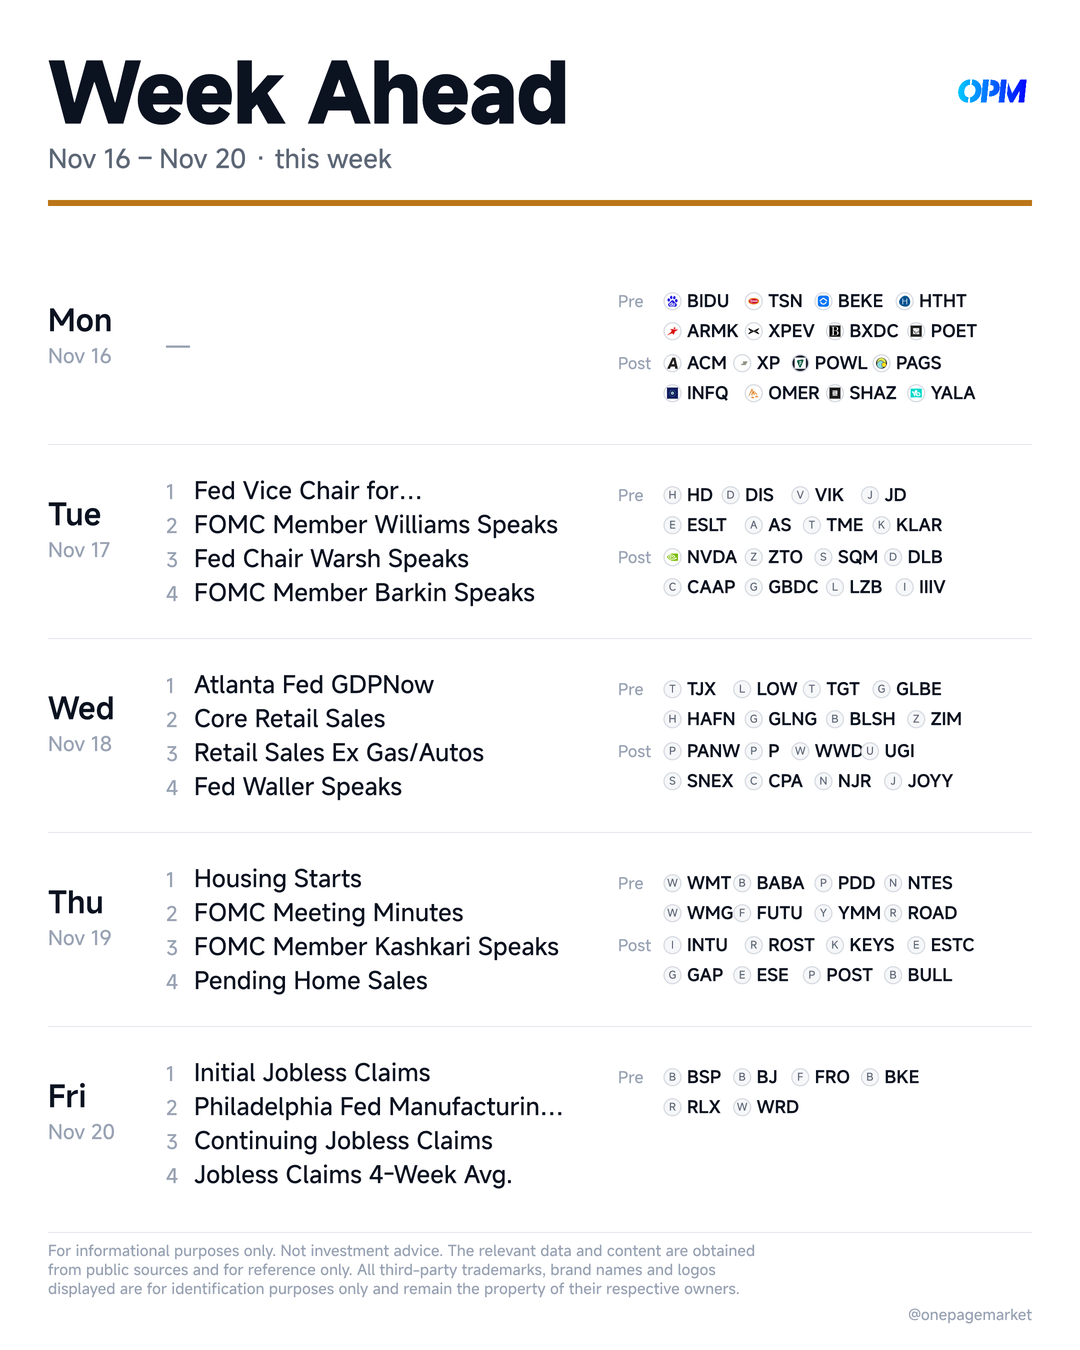 Week Ahead
OPM
Nov 16 – Nov 20 · this week
Mon
Nov 16
—
Pre BIDU TSN BEKE HTHT
ARMK XPEV BXDC POET
Post ACM XP POWL PAGS
INFQ OMER SHAZ YALA
Tue
Nov 17
1 Fed Vice Chair for...
2 FOMC Member Williams Speaks
3 Fed Chair Warsh Speaks
4 FOMC Member Barkin Speaks
Pre H HD D DIS V VIK J JD
E ESLT A AS T TME K KLAR
Post NVDA Z ZTO S SQM D DLB
C CAAP G GBDC L LZB I IIIV
Wed
Nov 18
1 Atlanta Fed GDPNow
2 Core Retail Sales
3 Retail Sales Ex Gas/Autos
4 Fed Waller Speaks
Pre T TJX L LOW T TGT G GLBE
H HAFN G GLNG B BLSH Z ZIM
Post P PANW P P W WWD U UGI
S SNEX C CPA N NJR J JOYY
Thu
Nov 19
1 Housing Starts
2 FOMC Meeting Minutes
3 FOMC Member Kashkari Speaks
4 Pending Home Sales
Pre W WMT B BABA P PDD N NTES
W WMG F FUTU Y YMM R ROAD
Post I INTU R ROST K KEYS E ESTC
G GAP E ESE P POST B BULL
Fri
Nov 20
1 Initial Jobless Claims
2 Philadelphia Fed Manufacturin...
3 Continuing Jobless Claims
4 Jobless Claims 4-Week Avg.
Pre B BSP B BJ F FRO B BKE
R RLX W WRD
For informational purposes only. Not investment advice. The relevant data and content are obtained
from public sources and for reference only. All third-party trademarks, brand names and logos
displayed are for identification purposes only and remain the property of their respective owners.
@onepagemarket